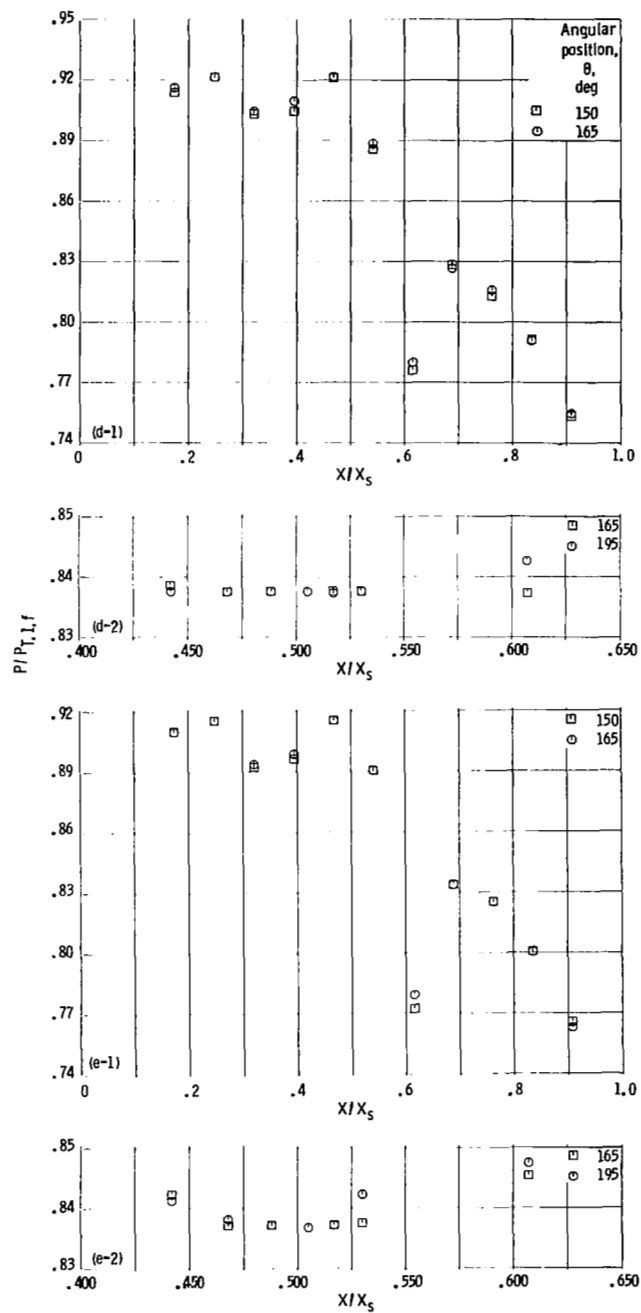 .95
.92
.89
.86
.83
.80
.77
.74
Angular
position,
θ,
deg
150
165
(d-1)
0 .2 .4 .6 .8 1.0
X/X_s
.85
.84
.83
165
195
(d-2)
.400 .450 .500 .550 .600 .650
X/X_s
P/P_T,1,f
.92
.89
.86
.83
.80
.77
.74
150
165
(e-1)
0 .2 .4 .6 .8 1.0
X/X_s
.85
.84
.83
165
195
(e-2)
.400 .450 .500 .550 .600 .650
X/X_s